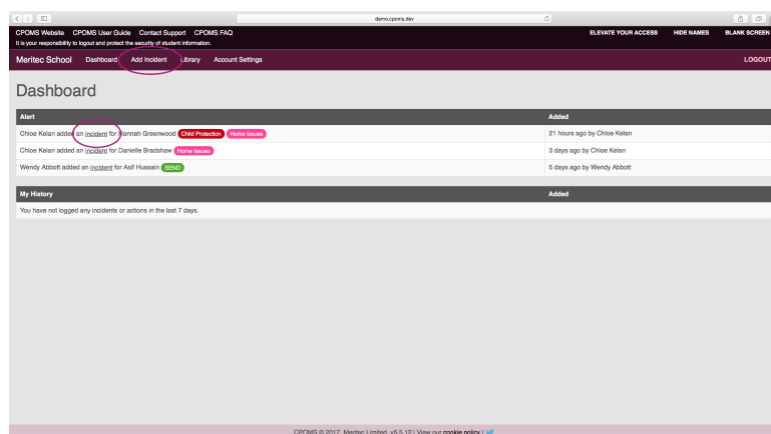 demo.cpoms.dev
CPOMS Website CPOMS User Guide Contact Support CPOMS FAQ ELEVATE YOUR ACCESS HIDE NAMES BLANK SCREEN
It is your responsibility to logout and protect the security of student information.
Meritec School Dashboard Add Incident Library Account Settings LOGOUT
Dashboard
Alert Added
Chloe Kelan added an incident for Hannah Greenwood Child Protection Home Issues 21 hours ago by Chloe Kelan
Chloe Kelan added an incident for Danielle Bradshaw Home Issues 3 days ago by Chloe Kelan
Wendy Abbott added an incident for Asif Hussain SEND 5 days ago by Wendy Abbott
My History Added
You have not logged any incidents or actions in the last 7 days.
CPOMS © 2017, Meritec Limited. v5.5.12 | View our cookie policy |